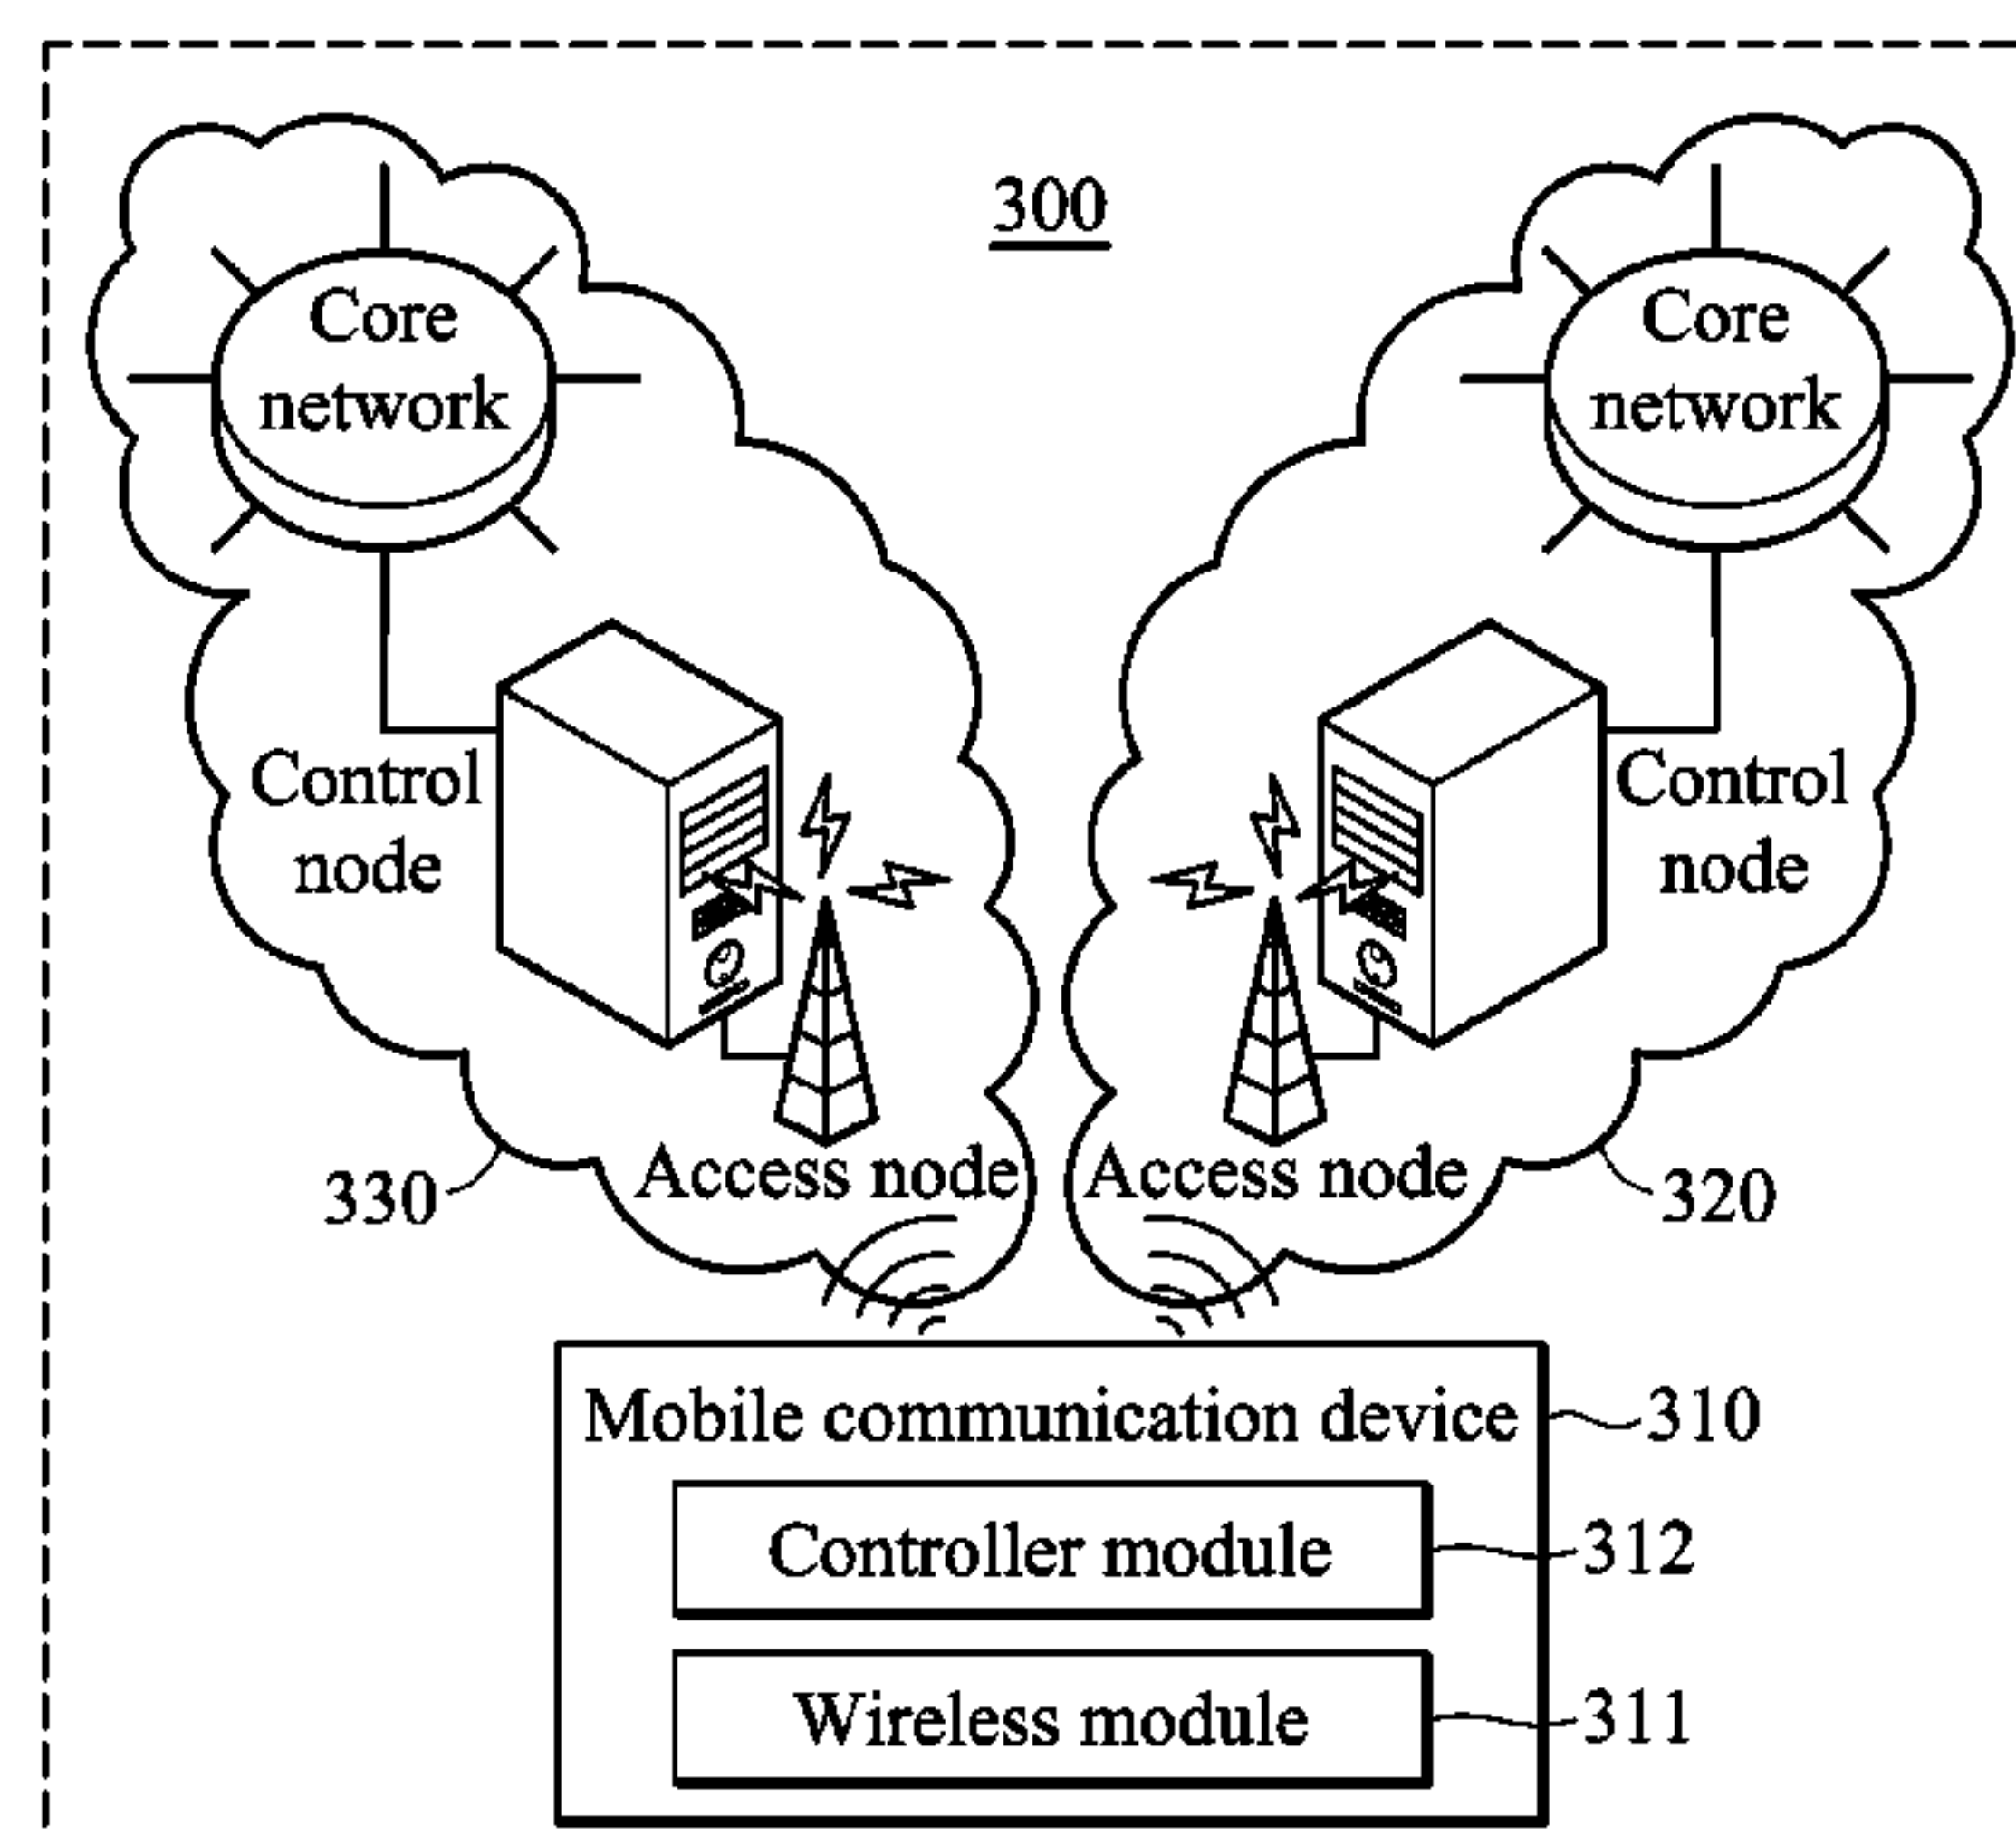 300
Core
network
Core
network
Control
node
Control
node
Access node
Access node
330
320
Mobile communication device
310
Controller module
312
Wireless module
311